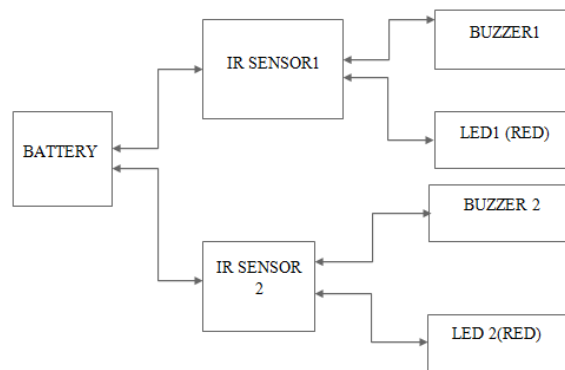 BUZZER1
IR SENSOR1
LED1 (RED)
BATTERY
BUZZER 2
IR SENSOR
2
LED 2(RED)